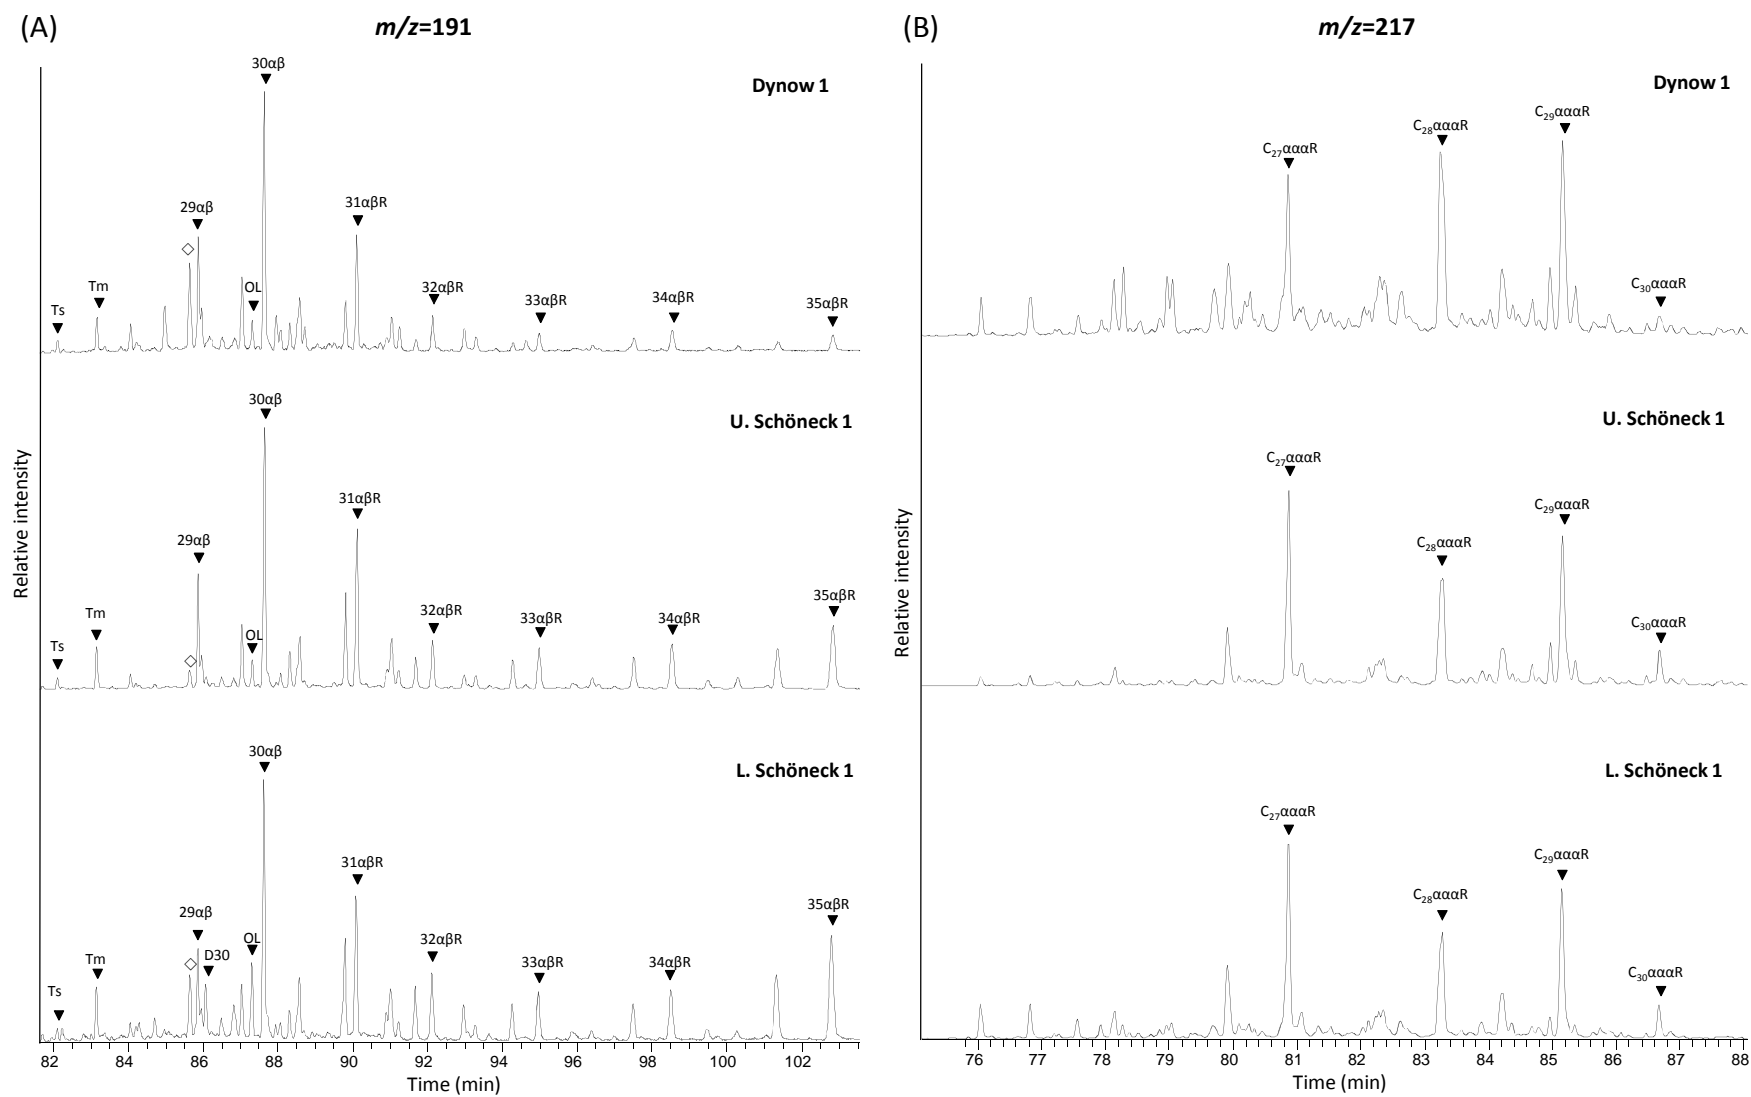 (A)
m/z=191
Dynow 1
30αβ
29αβ
31αβR
Ts
Tm
◇
OL
32αβR
33αβR
34αβR
35αβR
U. Schöneck 1
30αβ
31αβR
29αβ
Ts
Tm
◇
OL
32αβR
33αβR
34αβR
35αβR
L. Schöneck 1
30αβ
31αβR
29αβ
Ts
Tm
◇
D30
OL
32αβR
33αβR
34αβR
35αβR
Relative intensity
82 84 86 88 90 92 94 96 98 100 102
Time (min)
(B)
m/z=217
Dynow 1
C₂₇αααR
C₂₈αααR
C₂₉αααR
C₃₀αααR
U. Schöneck 1
C₂₇αααR
C₂₈αααR
C₂₉αααR
C₃₀αααR
L. Schöneck 1
C₂₇αααR
C₂₈αααR
C₂₉αααR
C₃₀αααR
Relative intensity
76 77 78 79 80 81 82 83 84 85 86 87 88
Time (min)